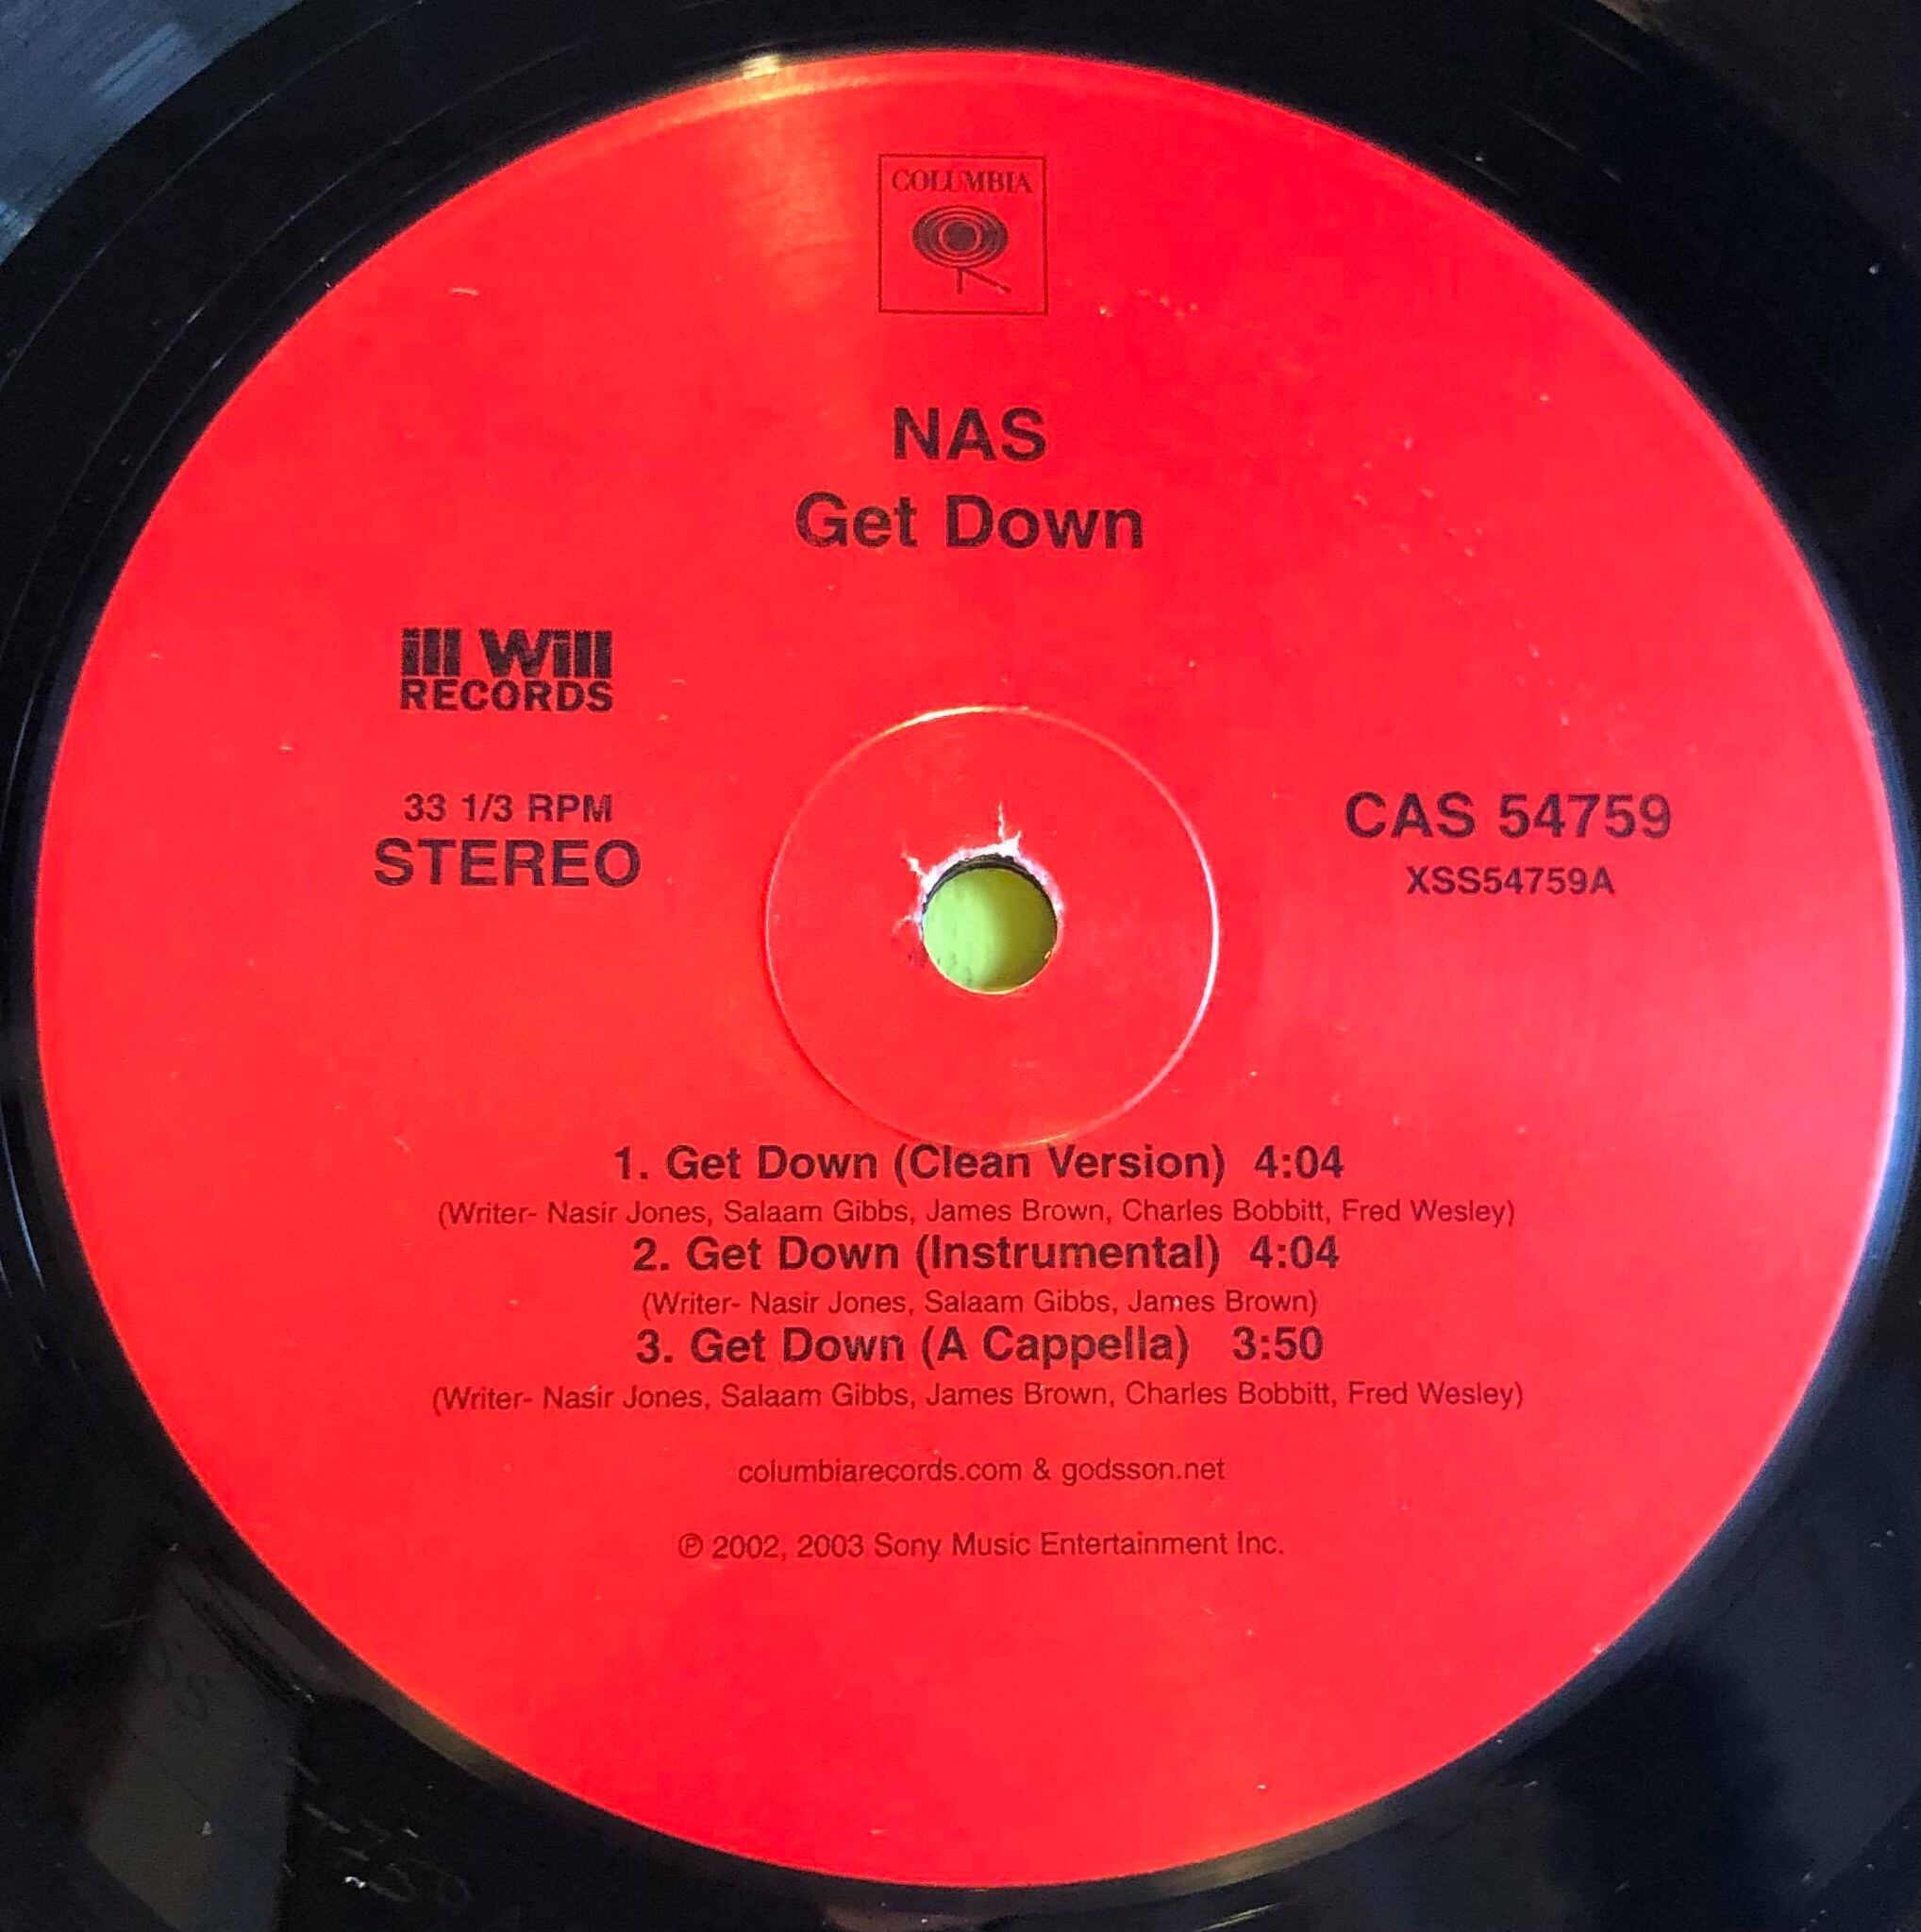 COLUMBIA
NAS
Get Down
ill Will
RECORDS
33 1/3 RPM
STEREO
CAS 54759
XSS54759A
1. Get Down (Clean Version) 4:04
(Writer- Nasir Jones, Salaam Gibbs, James Brown, Charles Bobbitt, Fred Wesley)
2. Get Down (Instrumental) 4:04
(Writer- Nasir Jones, Salaam Gibbs, James Brown)
3. Get Down (A Cappella) 3:50
(Writer- Nasir Jones, Salaam Gibbs, James Brown, Charles Bobbitt, Fred Wesley)
columbiarecords.com & godsson.net
℗ 2002, 2003 Sony Music Entertainment Inc.